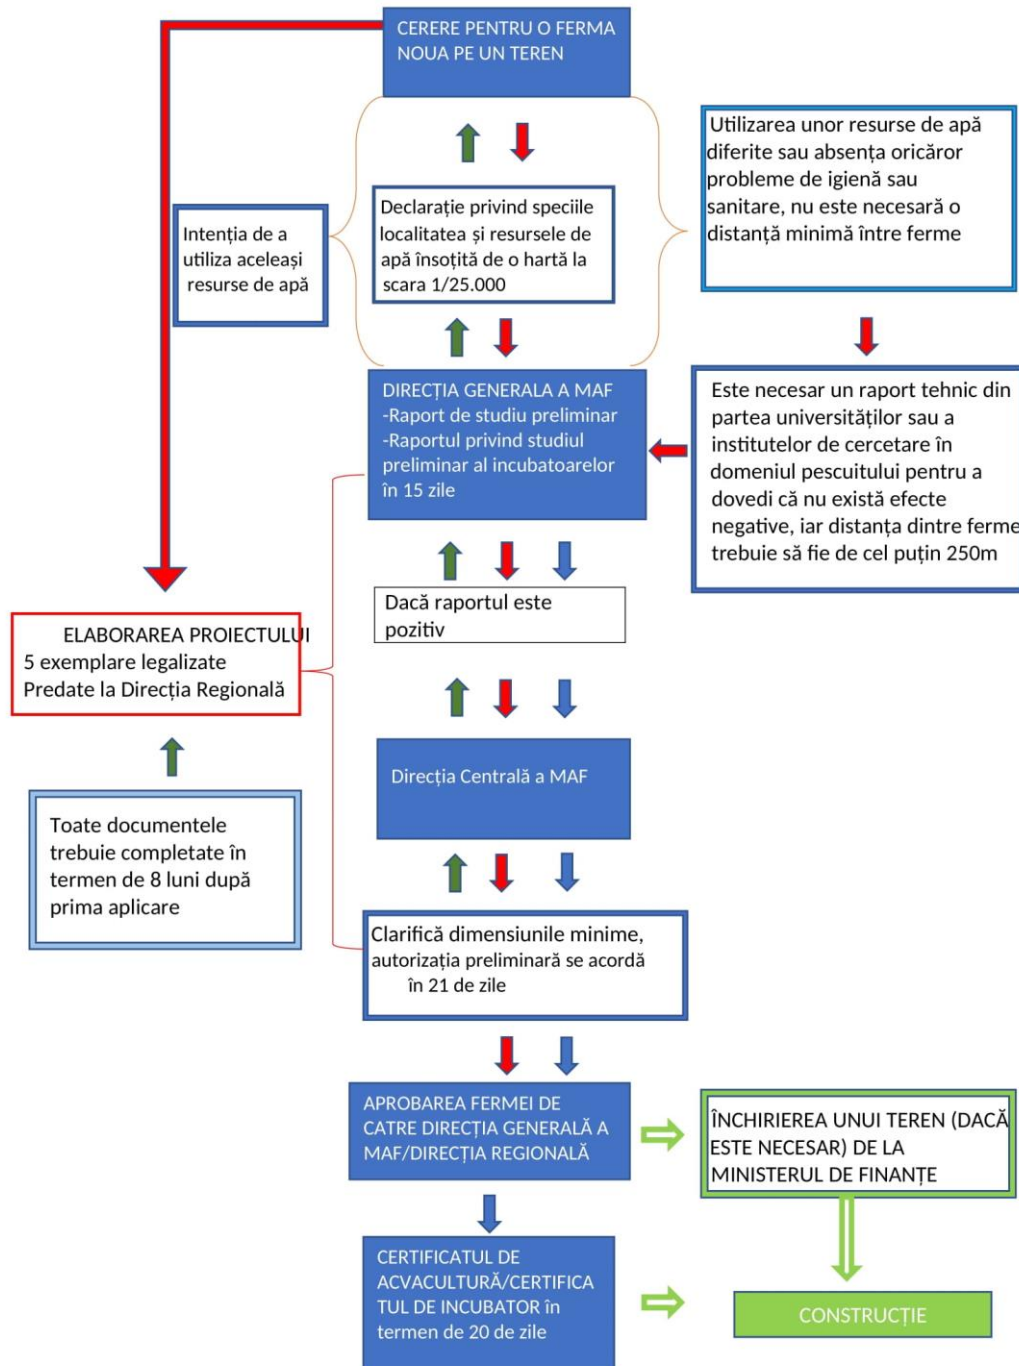 CERERE PENTRU O FERMA
NOUA PE UN TEREN
Utilizarea unor resurse de apă
diferite sau absența oricăror
probleme de igienă sau
sanitare, nu este necesară o
distanță minimă între ferme
Declarație privind speciile
localitatea și resursele de
apă însoțită de o hartă la
scara 1/25.000
Intenția de a
utiliza aceleași
resurse de apă
DIRECȚIA GENERALA A MAF
-Raport de studiu preliminar
-Raportul privind studiul
preliminar al incubatoarelor
în 15 zile
Este necesar un raport tehnic din
partea universităților sau a
institutelor de cercetare în
domeniul pescuitului pentru a
dovedi că nu există efecte
negative, iar distanța dintre ferme
trebuie să fie de cel puțin 250m
Dacă raportul este
pozitiv
ELABORAREA PROIECTULUI
5 exemplare legalizate
Predate la Direcția Regională
Direcția Centrală a MAF
Toate documentele
trebuie completate în
termen de 8 luni după
prima aplicare
Clarifică dimensiunile minime,
autorizația preliminară se acordă
în 21 de zile
APROBAREA FERMEI DE
CATRE DIRECȚIA GENERALĂ A
MAF/DIRECȚIA REGIONALĂ
ÎNCHIRIEREA UNUI TEREN (DACĂ
ESTE NECESAR) DE LA
MINISTERUL DE FINANȚE
CERTIFICATUL DE
ACVACULTURĂ/CERTIFICA
TUL DE INCUBATOR în
termen de 20 de zile
CONSTRUCȚIE